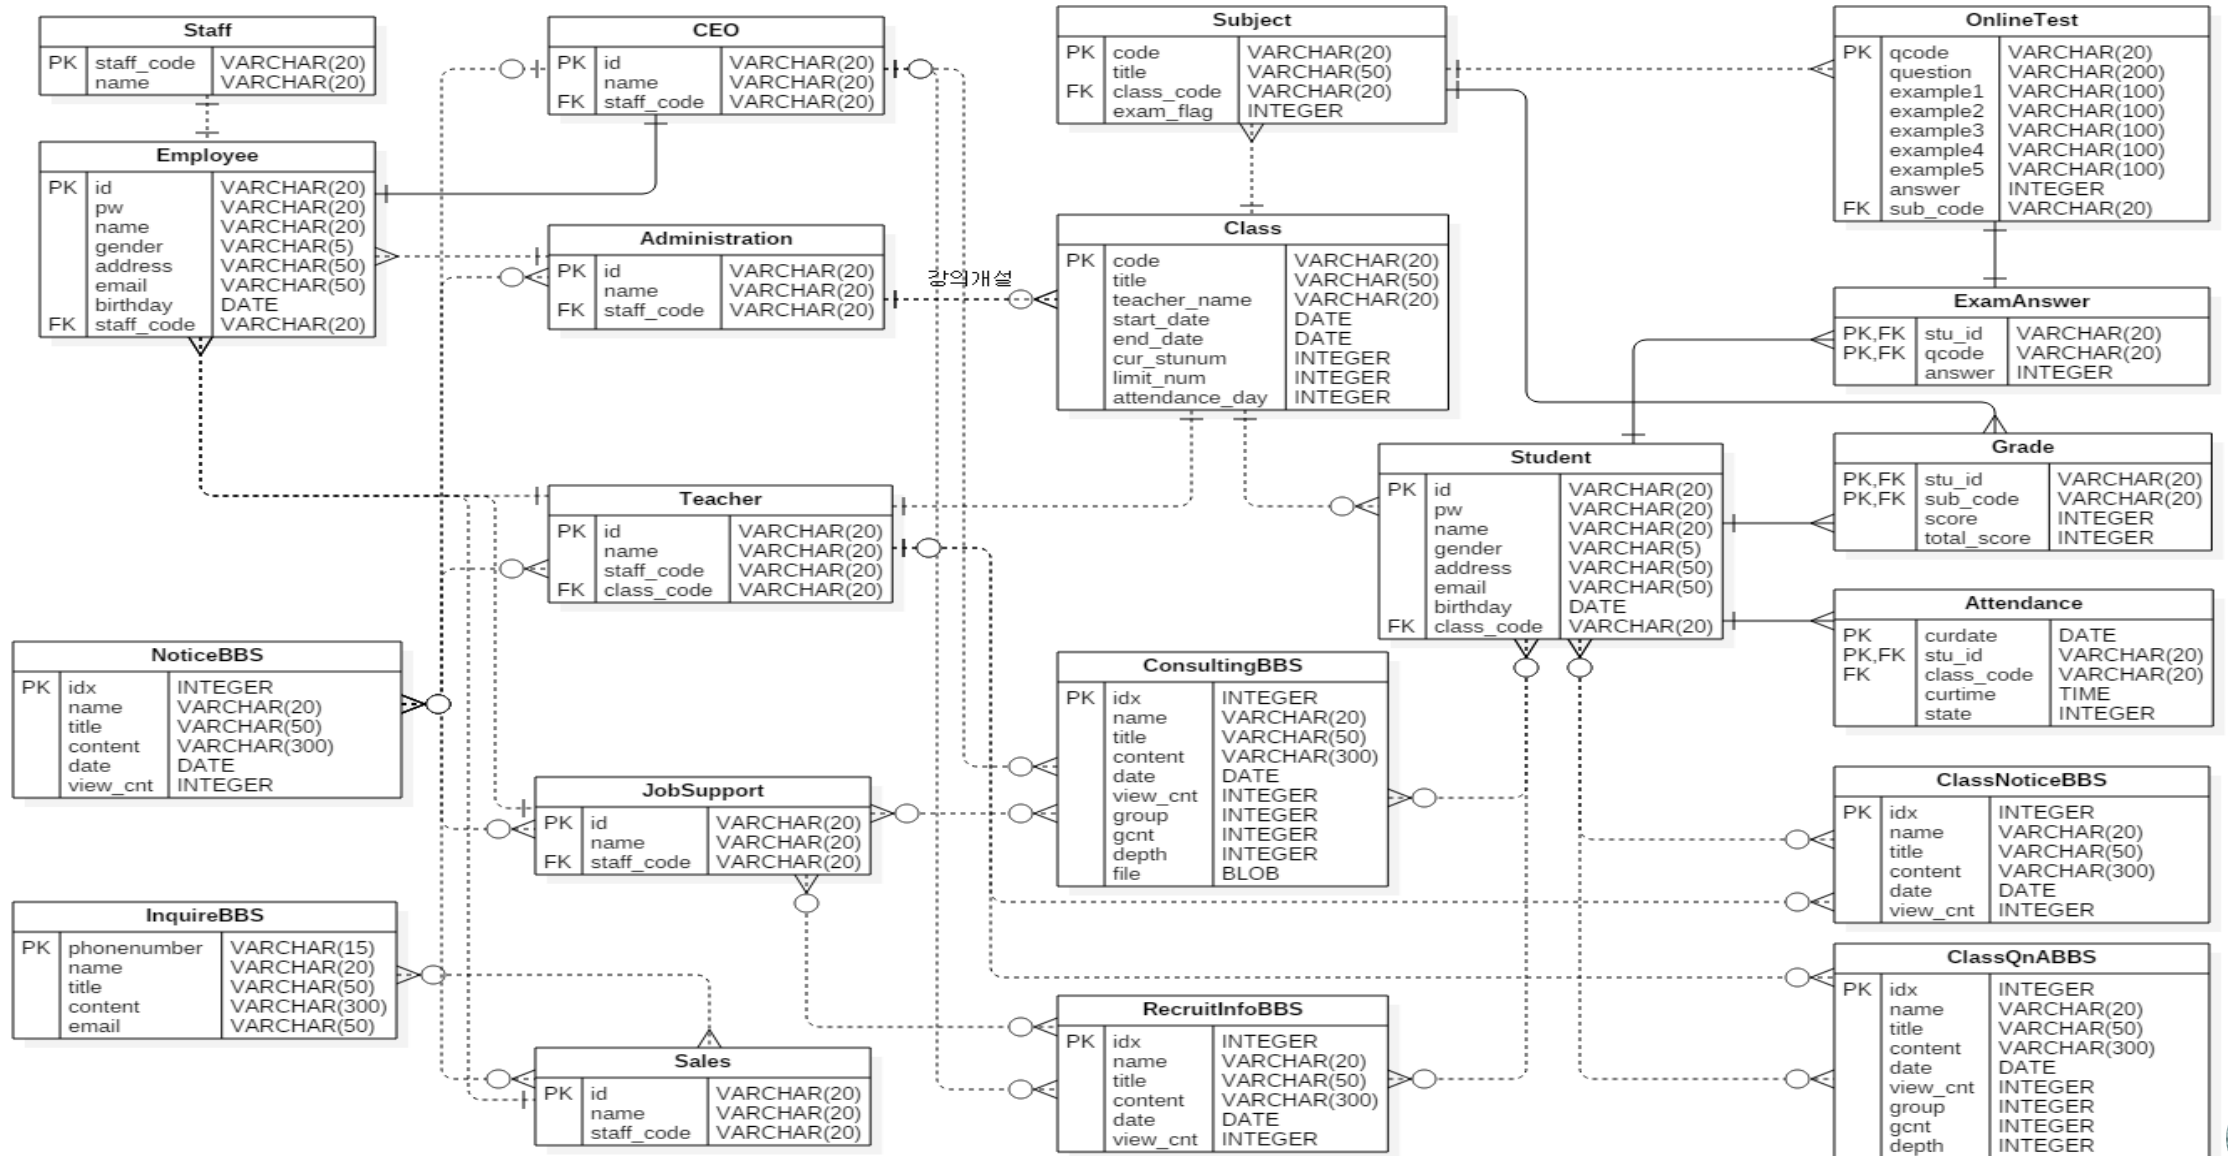 Staff
PK staff_code VARCHAR(20)
name VARCHAR(20)
Employee
PK id VARCHAR(20)
pw VARCHAR(20)
name VARCHAR(20)
gender VARCHAR(5)
address VARCHAR(50)
email VARCHAR(50)
birthday DATE
FK staff_code VARCHAR(20)
CEO
PK id VARCHAR(20)
name VARCHAR(20)
FK staff_code VARCHAR(20)
Administration
PK id VARCHAR(20)
name VARCHAR(20)
FK staff_code VARCHAR(20)
강의개설
Subject
PK code VARCHAR(20)
title VARCHAR(50)
FK class_code VARCHAR(20)
exam_flag INTEGER
Class
PK code VARCHAR(20)
title VARCHAR(50)
teacher_name VARCHAR(20)
start_date DATE
end_date DATE
cur_stunum INTEGER
limit_num INTEGER
attendance_day INTEGER
OnlineTest
PK qcode VARCHAR(20)
question VARCHAR(200)
example1 VARCHAR(100)
example2 VARCHAR(100)
example3 VARCHAR(100)
example4 VARCHAR(100)
example5 VARCHAR(100)
answer INTEGER
FK sub_code VARCHAR(20)
ExamAnswer
PK,FK stu_id VARCHAR(20)
PK,FK qcode VARCHAR(20)
answer INTEGER
Grade
PK,FK stu_id VARCHAR(20)
PK,FK sub_code VARCHAR(20)
score INTEGER
total_score INTEGER
Student
PK id VARCHAR(20)
pw VARCHAR(20)
name VARCHAR(20)
gender VARCHAR(5)
address VARCHAR(50)
email VARCHAR(50)
birthday DATE
FK class_code VARCHAR(20)
Teacher
PK id VARCHAR(20)
name VARCHAR(20)
staff_code VARCHAR(20)
FK class_code VARCHAR(20)
Attendance
PK curdate DATE
PK,FK stu_id VARCHAR(20)
FK class_code VARCHAR(20)
curtime TIME
state INTEGER
NoticeBBS
PK idx INTEGER
name VARCHAR(20)
title VARCHAR(50)
content VARCHAR(300)
date DATE
view_cnt INTEGER
JobSupport
PK id VARCHAR(20)
name VARCHAR(20)
FK staff_code VARCHAR(20)
ConsultingBBS
PK idx INTEGER
name VARCHAR(20)
title VARCHAR(50)
content VARCHAR(300)
date DATE
view_cnt INTEGER
group INTEGER
gcnt INTEGER
depth INTEGER
file BLOB
ClassNoticeBBS
PK idx INTEGER
name VARCHAR(20)
title VARCHAR(50)
content VARCHAR(300)
date DATE
view_cnt INTEGER
InquireBBS
PK phonenumber VARCHAR(15)
name VARCHAR(20)
title VARCHAR(50)
content VARCHAR(300)
email VARCHAR(50)
Sales
PK id VARCHAR(20)
name VARCHAR(20)
staff_code VARCHAR(20)
RecruitInfoBBS
PK idx INTEGER
name VARCHAR(20)
title VARCHAR(50)
content VARCHAR(300)
date DATE
view_cnt INTEGER
ClassQnABBS
PK idx INTEGER
name VARCHAR(20)
title VARCHAR(50)
content VARCHAR(300)
date DATE
view_cnt INTEGER
group INTEGER
gcnt INTEGER
depth INTEGER